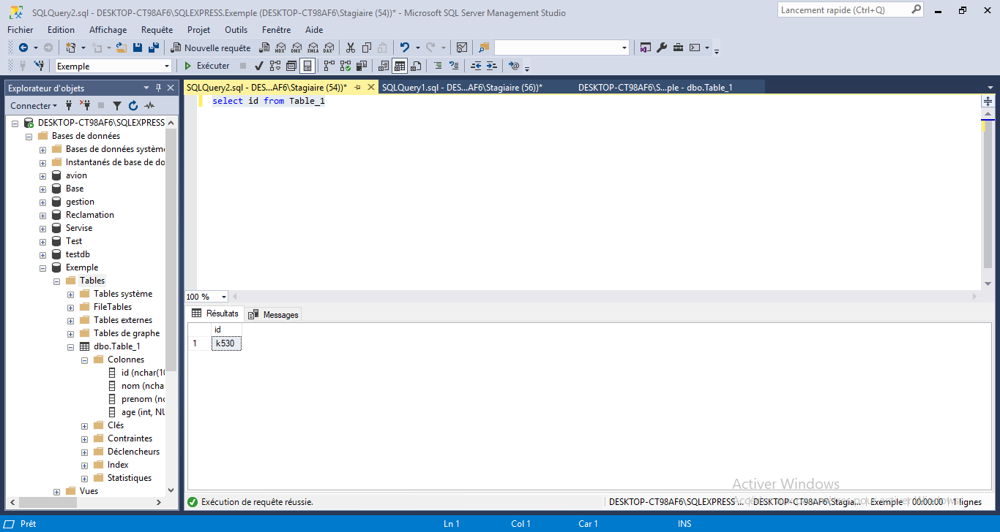 SQLQuery2.sql - DESKTOP-CT98AF6\SQLEXPRESS.Exemple (DESKTOP-CT98AF6\Stagiaire (54))* - Microsoft SQL Server Management Studio
Lancement rapide (Ctrl+Q)
Fichier Edition Affichage Requête Projet Outils Fenêtre Aide
Nouvelle requête MDX DMX XMLA DAX
Exemple Exécuter
Explorateur d'objets
SQLQuery2.sql - DES...AF6\Stagiaire (54))* SQLQuery1.sql - DES...AF6\Stagiaire (56))* DESKTOP-CT98AF6\S...ple - dbo.Table_1
Connecter
select id from Table_1
DESKTOP-CT98AF6\SQLEXPRESS
Bases de données
Bases de données système
Instantanés de base de do
avion
Base
gestion
Reclamation
Servise
Test
testdb
Exemple
Tables
Tables système
FileTables
Tables externes
Tables de graphe
dbo.Table_1
Colonnes
id (nchar(10
nom (ncha
prenom (nc
age (int, NU
Clés
Contraintes
Déclencheurs
Index
Statistiques
Vues
100 %
Résultats Messages
id
1 k530
Activer Windows
Exécution de requête réussie.
DESKTOP-CT98AF6\SQLEXPRESS ... DESKTOP-CT98AF6\Stagia... Exemple 00:00:00 1 lignes
Prêt Ln 1 Col 1 Car 1 INS